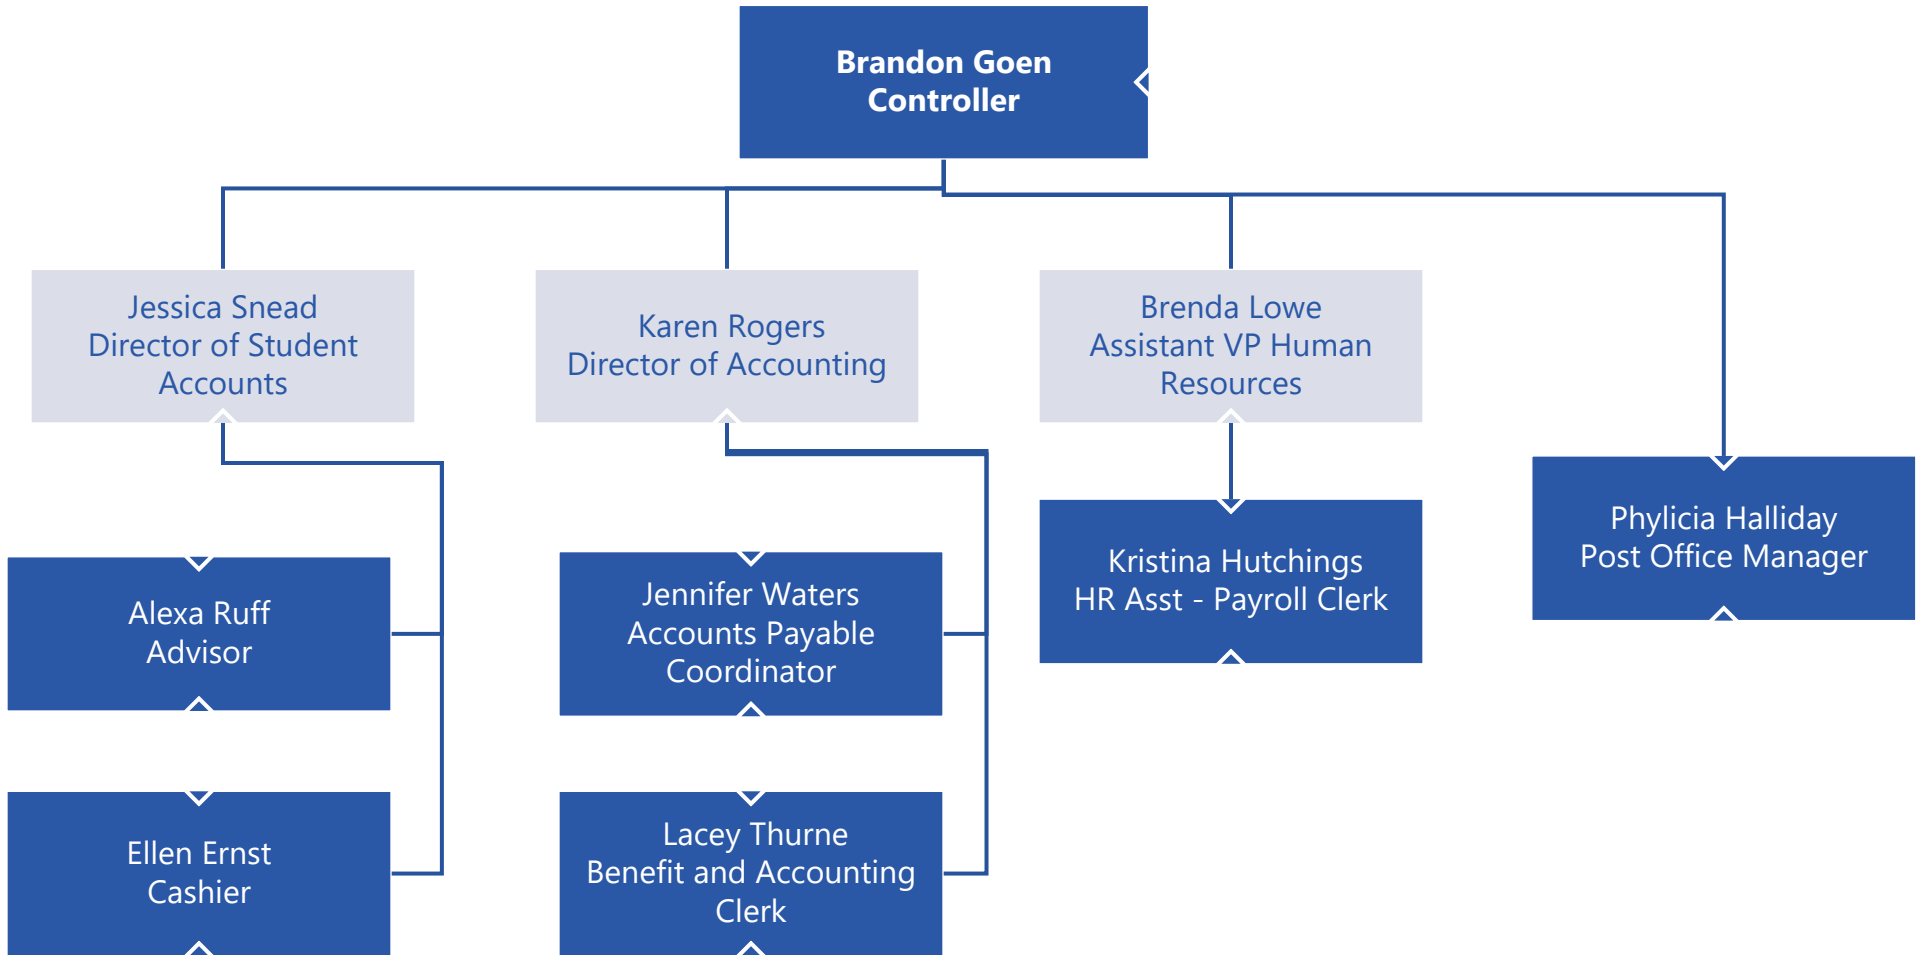 Brandon Goen
Controller
Jessica Snead
Director of Student
Accounts
Karen Rogers
Director of Accounting
Brenda Lowe
Assistant VP Human
Resources
Phylicia Halliday
Post Office Manager
Kristina Hutchings
HR Asst - Payroll Clerk
Alexa Ruff
Advisor
Jennifer Waters
Accounts Payable
Coordinator
Ellen Ernst
Cashier
Lacey Thurne
Benefit and Accounting
Clerk